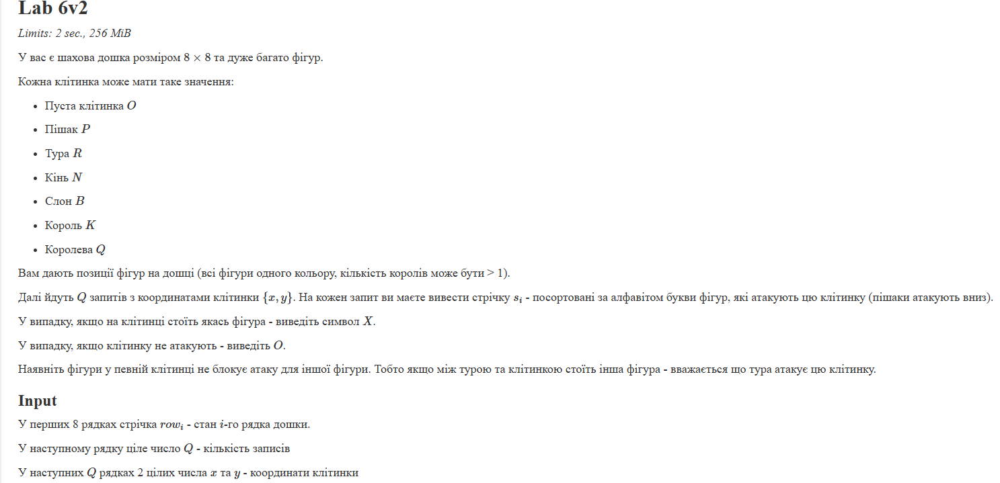 Lab 6v2
Limits: 2 sec., 256 MiB
У вас є шахова дошка розміром 8 × 8 та дуже багато фігур.
Кожна клітинка може мати таке значення:
• Пуста клітинка O
• Пішак P
• Тура R
• Кінь N
• Слон B
• Король K
• Королева Q
Вам дають позиції фігур на дошці (всі фігури одного кольору, кількість королів може бути > 1).
Далі йдуть Q запитів з координатами клітинки {x, y}. На кожен запит ви маєте вивести стрічку sᵢ - посортовані за алфавітом букви фігур, які атакують цю клітинку (пішаки атакують вниз).
У випадку, якщо на клітинці стоїть якась фігура - виведіть символ X.
У випадку, якщо клітинку не атакують - виведіть O.
Наявніть фігури у певній клітинці не блокує атаку для іншої фігури. Тобто якщо між турою та клітинкою стоїть інша фігура - вважається що тура атакує цю клітинку.
Input
У перших 8 рядках стрічка rowᵢ - стан i-го рядка дошки.
У наступному рядку ціле число Q - кількість записів
У наступних Q рядках 2 цілих числа x та y - координати клітинки